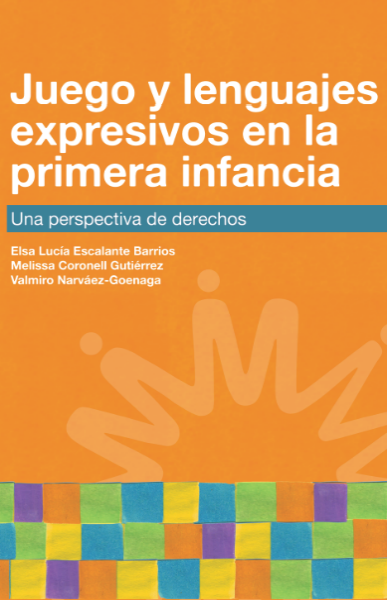 Juego y lenguajes
expresivos en la
primera infancia
Una perspectiva de derechos
Elsa Lucía Escalante Barrios
Melissa Coronell Gutiérrez
Valmiro Narváez-Goenaga